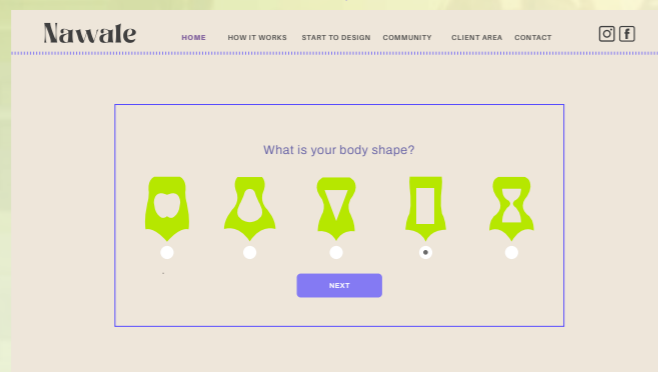 Nawale
HOME HOW IT WORKS START TO DESIGN COMMUNITY CLIENT AREA CONTACT
What is your body shape?
NEXT